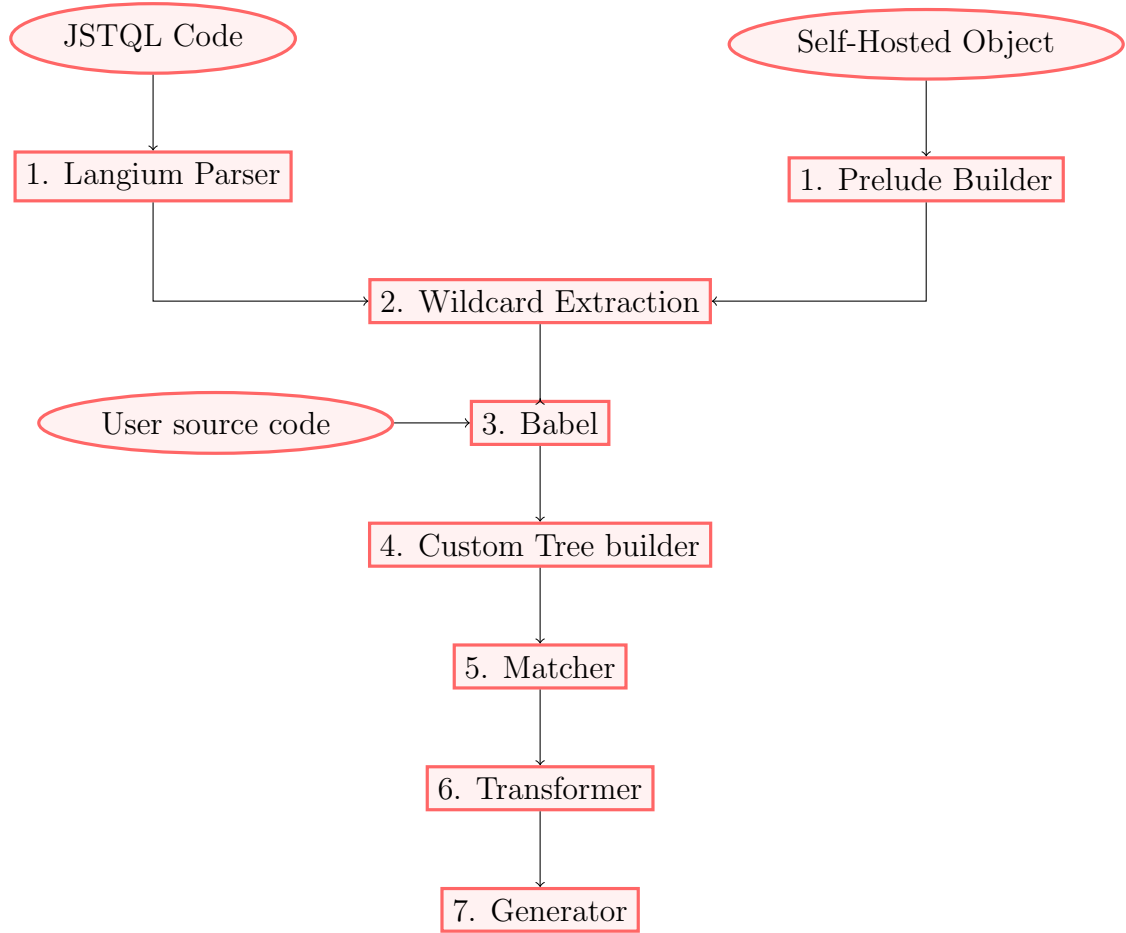 JSTQL Code
Self-Hosted Object
1. Langium Parser
1. Prelude Builder
2. Wildcard Extraction
User source code
3. Babel
4. Custom Tree builder
5. Matcher
6. Transformer
7. Generator